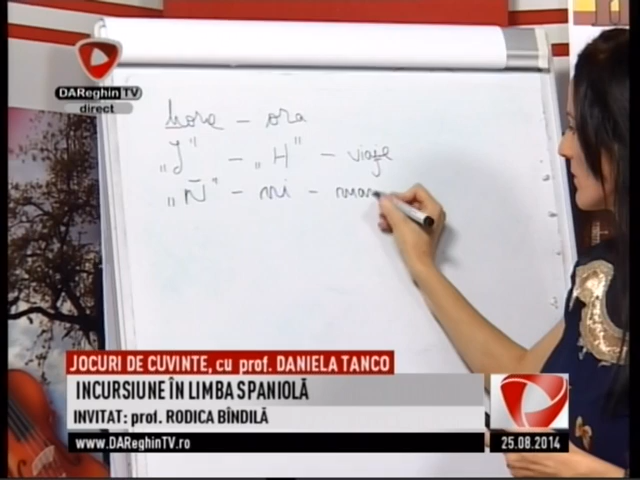 DAReghin TV
direct
hora – ora
„J" – „H" – viaje
„Ñ" – ni –
JOCURI DE CUVINTE, cu prof. DANIELA TANCO
INCURSIUNE ÎN LIMBA SPANIOLĂ
INVITAT: prof. RODICA BÎNDILĂ
www.DAReghinTV.ro
25.08.2014